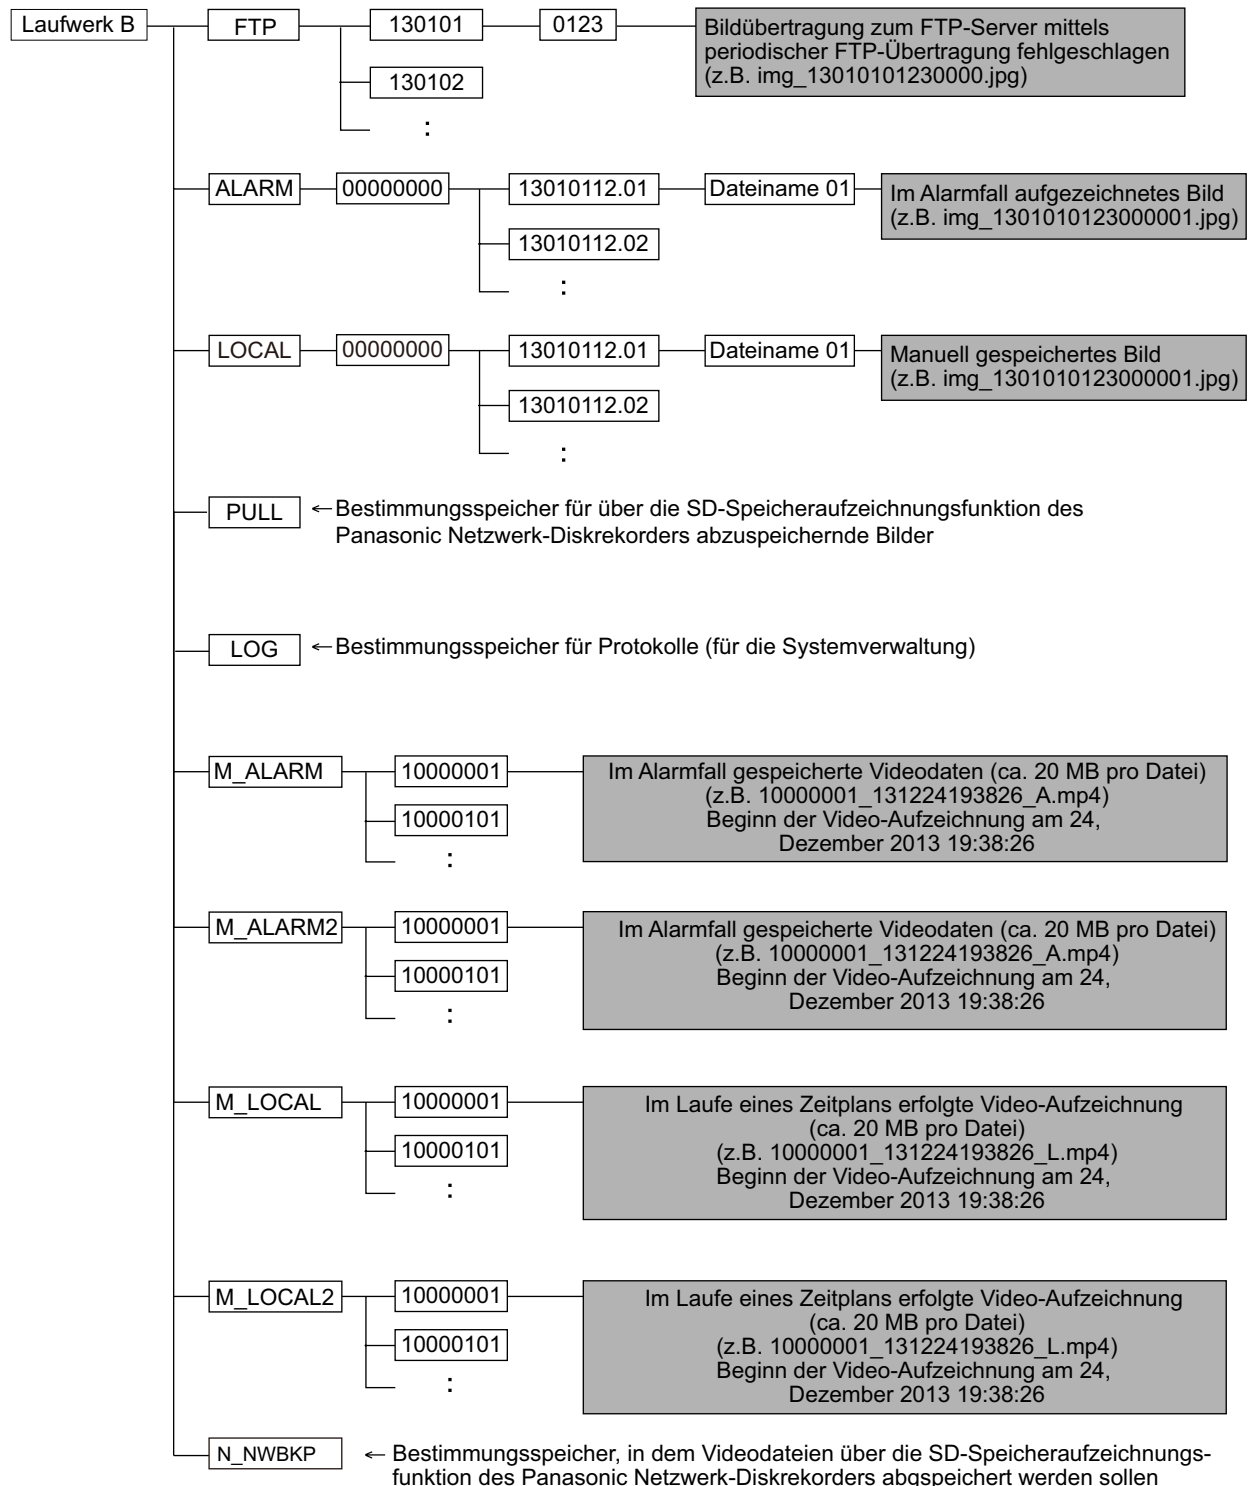 Laufwerk B
FTP
130101
0123
Bildübertragung zum FTP-Server mittels
periodischer FTP-Übertragung fehlgeschlagen
(z.B. img_13010101230000.jpg)
130102
:
ALARM
00000000
13010112.01
Dateiname 01
Im Alarmfall aufgezeichnetes Bild
(z.B. img_1301010123000001.jpg)
13010112.02
:
LOCAL
00000000
13010112.01
Dateiname 01
Manuell gespeichertes Bild
(z.B. img_1301010123000001.jpg)
13010112.02
:
PULL
← Bestimmungsspeicher für über die SD-Speicheraufzeichnungsfunktion des
Panasonic Netzwerk-Diskrekorders abzuspeichernde Bilder
LOG
← Bestimmungsspeicher für Protokolle (für die Systemverwaltung)
M_ALARM
10000001
Im Alarmfall gespeicherte Videodaten (ca. 20 MB pro Datei)
(z.B. 10000001_131224193826_A.mp4)
Beginn der Video-Aufzeichnung am 24,
Dezember 2013 19:38:26
10000101
:
M_ALARM2
10000001
Im Alarmfall gespeicherte Videodaten (ca. 20 MB pro Datei)
(z.B. 10000001_131224193826_A.mp4)
Beginn der Video-Aufzeichnung am 24,
Dezember 2013 19:38:26
10000101
:
M_LOCAL
10000001
Im Laufe eines Zeitplans erfolgte Video-Aufzeichnung
(ca. 20 MB pro Datei)
(z.B. 10000001_131224193826_L.mp4)
Beginn der Video-Aufzeichnung am 24,
Dezember 2013 19:38:26
10000101
:
M_LOCAL2
10000001
Im Laufe eines Zeitplans erfolgte Video-Aufzeichnung
(ca. 20 MB pro Datei)
(z.B. 10000001_131224193826_L.mp4)
Beginn der Video-Aufzeichnung am 24,
Dezember 2013 19:38:26
10000101
:
N_NWBKP
← Bestimmungsspeicher, in dem Videodateien über die SD-Speicheraufzeichnungs-
funktion des Panasonic Netzwerk-Diskrekorders abgspeichert werden sollen